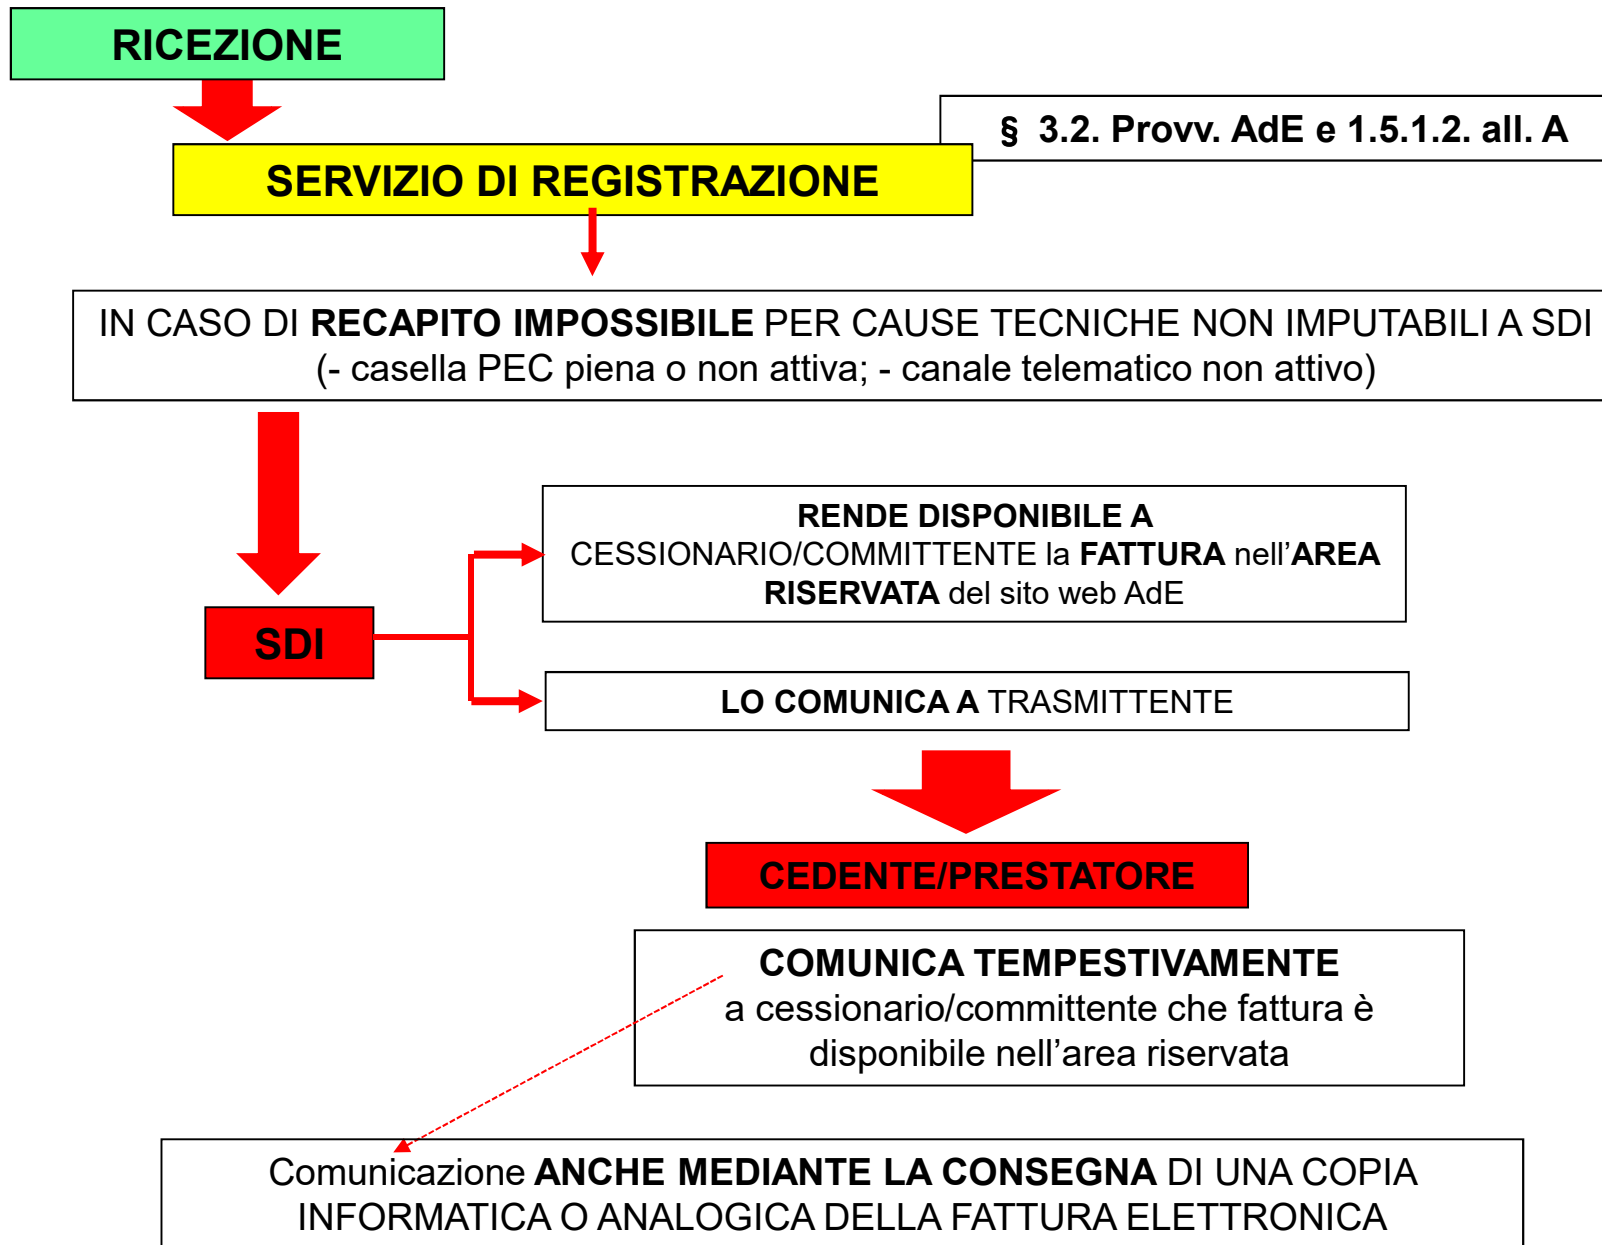 RICEZIONE
§ 3.2. Provv. AdE e 1.5.1.2. all. A
SERVIZIO DI REGISTRAZIONE
IN CASO DI RECAPITO IMPOSSIBILE PER CAUSE TECNICHE NON IMPUTABILI A SDI
(- casella PEC piena o non attiva; - canale telematico non attivo)
RENDE DISPONIBILE A
CESSIONARIO/COMMITTENTE la FATTURA nell’AREA
RISERVATA del sito web AdE
SDI
LO COMUNICA A TRASMITTENTE
CEDENTE/PRESTATORE
COMUNICA TEMPESTIVAMENTE
a cessionario/committente che fattura è
disponibile nell’area riservata
Comunicazione ANCHE MEDIANTE LA CONSEGNA DI UNA COPIA
INFORMATICA O ANALOGICA DELLA FATTURA ELETTRONICA